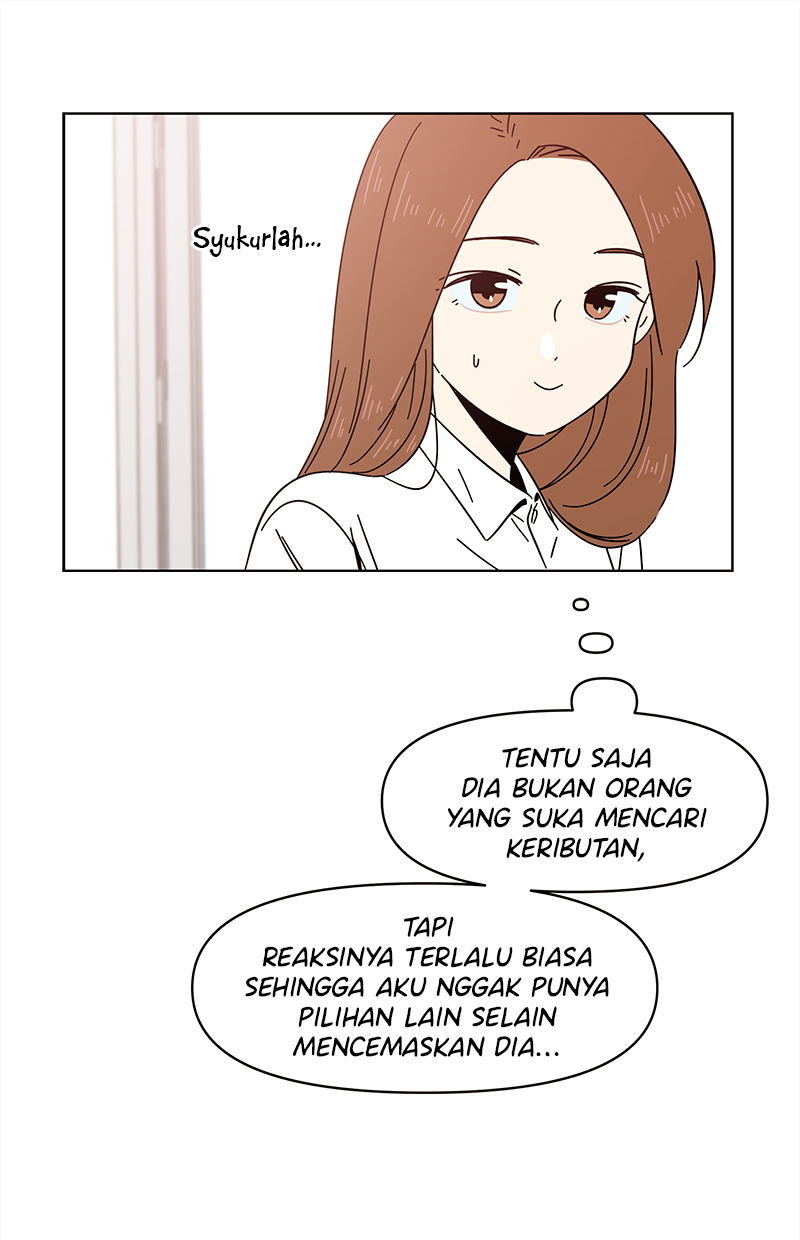 Syukurlah...
TENTU SAJA
DIA BUKAN ORANG
YANG SUKA MENCARI
KERIBUTAN,
TAPI
REAKSINYA TERLALU BIASA
SEHINGGA AKU NGGAK PUNYA
PILIHAN LAIN SELAIN
MENCEMASKAN DIA...